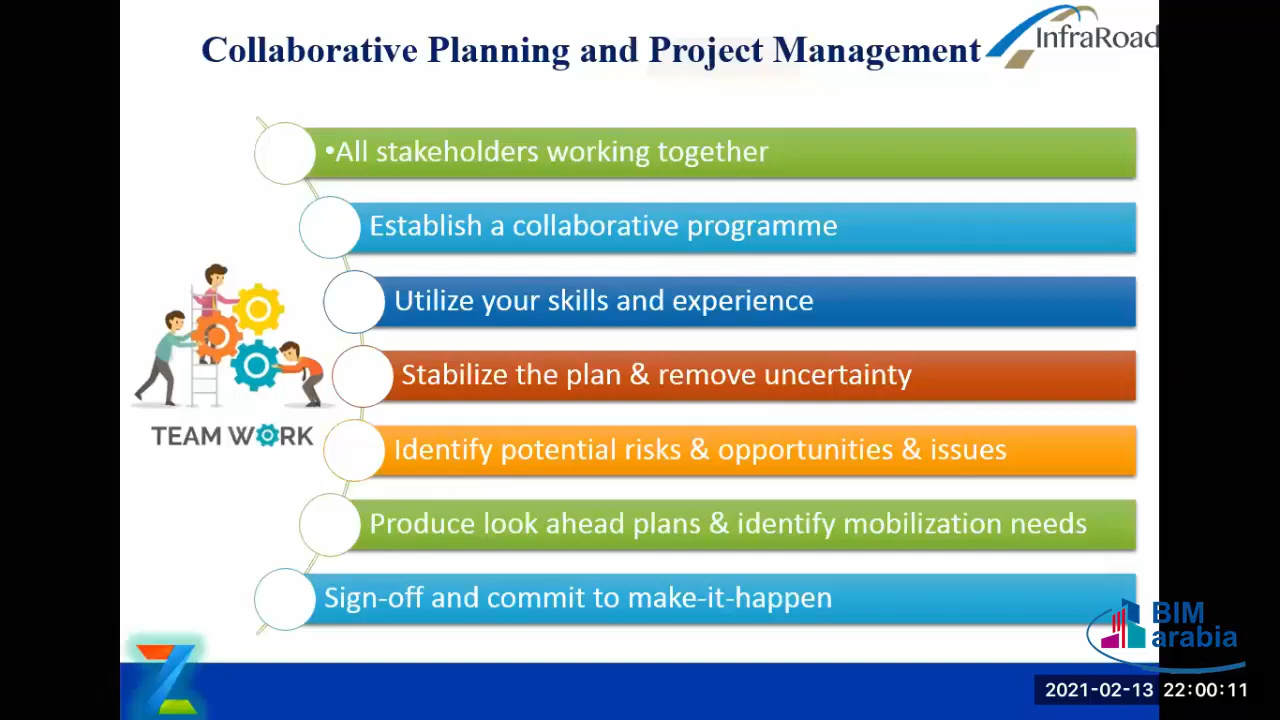 Collaborative Planning and Project Management
InfraRoad
•All stakeholders working together
Establish a collaborative programme
Utilize your skills and experience
Stabilize the plan & remove uncertainty
TEAM WORK
Identify potential risks & opportunities & issues
Produce look ahead plans & identify mobilization needs
Sign-off and commit to make-it-happen
BIM
arabia
Z
2021-02-13 22:00:11